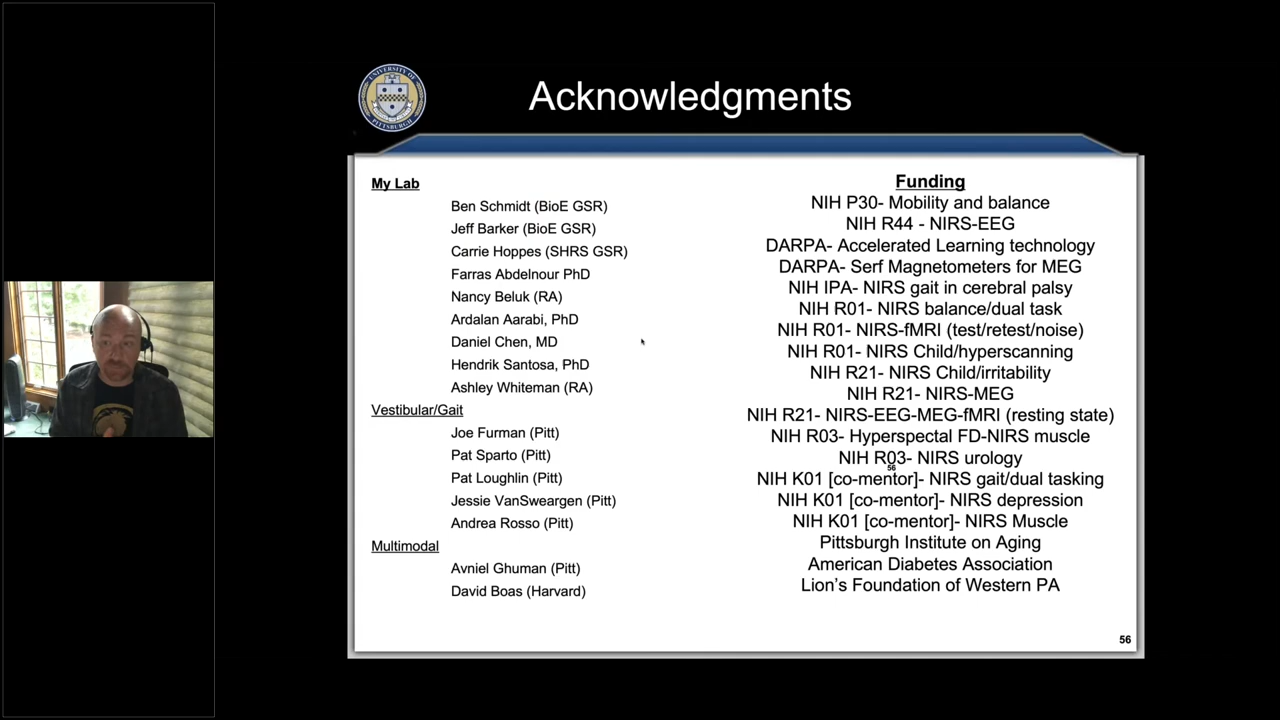 UNIVERSITY OF
PITTSBURGH
Acknowledgments
My Lab
Ben Schmidt (BioE GSR)
Jeff Barker (BioE GSR)
Carrie Hoppes (SHRS GSR)
Farras Abdelnour PhD
Nancy Beluk (RA)
Ardalan Aarabi, PhD
Daniel Chen, MD
Hendrik Santosa, PhD
Ashley Whiteman (RA)
Vestibular/Gait
Joe Furman (Pitt)
Pat Sparto (Pitt)
Pat Loughlin (Pitt)
Jessie VanSweargen (Pitt)
Andrea Rosso (Pitt)
Multimodal
Avniel Ghuman (Pitt)
David Boas (Harvard)
Funding
NIH P30- Mobility and balance
NIH R44 - NIRS-EEG
DARPA- Accelerated Learning technology
DARPA- Serf Magnetometers for MEG
NIH IPA- NIRS gait in cerebral palsy
NIH R01- NIRS balance/dual task
NIH R01- NIRS-fMRI (test/retest/noise)
NIH R01- NIRS Child/hyperscanning
NIH R21- NIRS Child/irritability
NIH R21- NIRS-MEG
NIH R21- NIRS-EEG-MEG-fMRI (resting state)
NIH R03- Hyperspectal FD-NIRS muscle
NIH R03- NIRS urology
56
NIH K01 [co-mentor]- NIRS gait/dual tasking
NIH K01 [co-mentor]- NIRS depression
NIH K01 [co-mentor]- NIRS Muscle
Pittsburgh Institute on Aging
American Diabetes Association
Lion's Foundation of Western PA
56